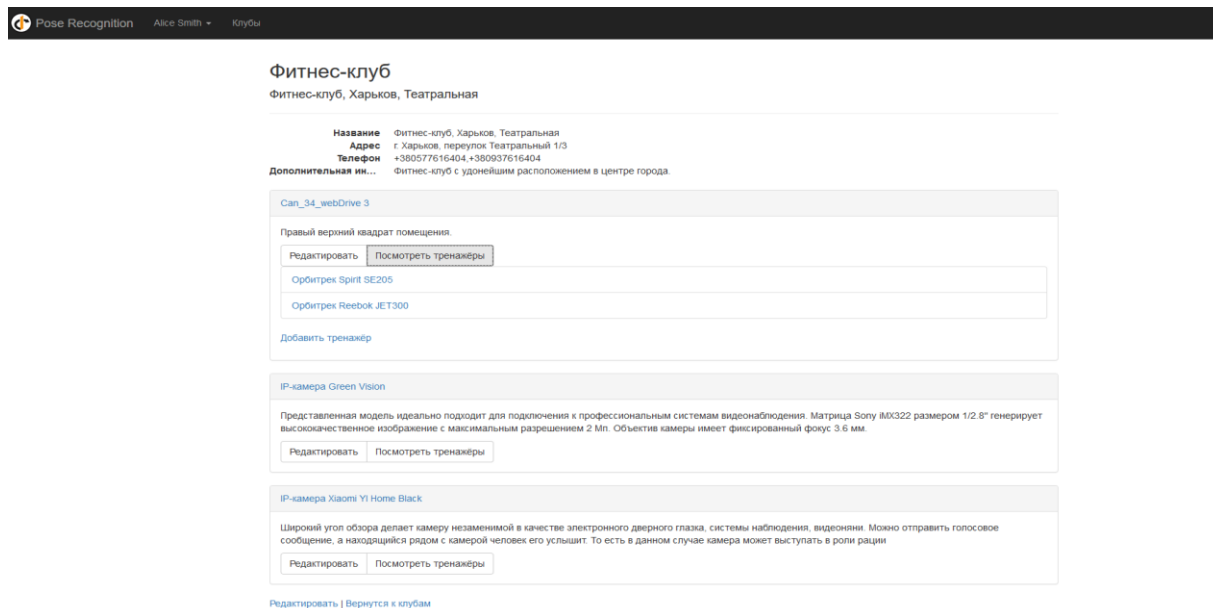 Pose Recognition Alice Smith Клубы
Фитнес-клуб
Фитнес-клуб, Харьков, Театральная
Название Фитнес-клуб, Харьков, Театральная
Адрес г. Харьков, переулок Театральный 1/3
Телефон +380577616404,+380937616404
Дополнительная ин... Фитнес-клуб с удонейшим расположением в центре города.
Can_34_webDrive 3
Правый верхний квадрат помещения.
Редактировать Посмотреть тренажёры
Орбитрек Spirit SE205
Орбитрек Reebok JET300
Добавить тренажёр
IP-камера Green Vision
Представленная модель идеально подходит для подключения к профессиональным системам видеонаблюдения. Матрица Sony iMX322 размером 1/2.8" генерирует
высококачественное изображение с максимальным разрешением 2 Мп. Объектив камеры имеет фиксированный фокус 3.6 мм.
Редактировать Посмотреть тренажёры
IP-камера Xiaomi YI Home Black
Широкий угол обзора делает камеру незаменимой в качестве электронного дверного глазка, системы наблюдения, видеоняни. Можно отправить голосовое
сообщение, а находящийся рядом с камерой человек его услышит. То есть в данном случае камера может выступать в роли рации
Редактировать Посмотреть тренажёры
Редактировать | Вернутся к клубам